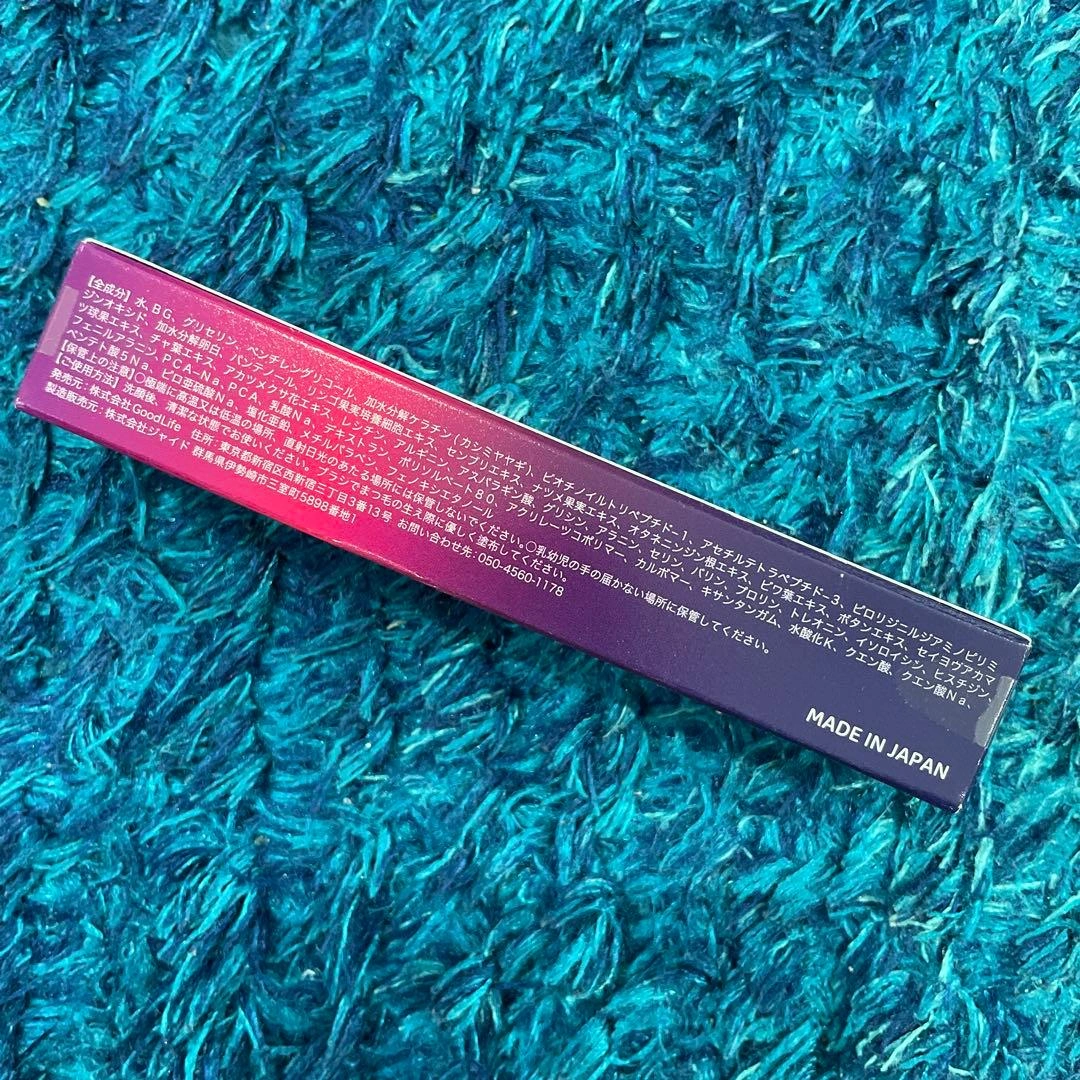 【全成分】水、BG、グリセリン、ペンチレングリコール、加水分解ケラチン(カシミヤヤギ)、ビオチノイルトリペプチド-1、アセチルテトラペプチド-3、ピロリジニルジアミノピリミ
ジンオキシド、加水分解卵白、パンテノール、リンゴ果実培養細胞エキス、センブリエキス、ナツメ果実エキス、オタネニンジン根エキス、ビワ葉エキス、ボタンエキス、セイヨウアカマ
ツ球果エキス、チャ葉エキス、アカツメクサ花エキス、レシチン、アルギニン、アスパラギン酸、グリシン、アラニン、セリン、バリン、プロリン、トレオニン、イソロイシン、ヒスチジン、
フェニルアラニン、PCA-Na、PCA、乳酸Na、デキストラン、ポリソルベート80、アクリレーツコポリマー、カルボマー、キサンタンガム、水酸化K、クエン酸、クエン酸Na、
ペンテト酸5Na、ピロ亜硫酸Na、塩化亜鉛、メチルパラベン、フェノキシエタノール
【保管上の注意】○極端に高温又は低温の場所、直射日光のあたる場所には保管しないでください。○乳幼児の手の届かない場所に保管してください。
【ご使用方法】洗顔後、清潔な状態でお使いください。ブラシでまつ毛の生え際に優しく塗布してください。
発売元:株式会社GoodLife 住所:東京都新宿区西新宿三丁目3番13号 お問い合わせ先:050-4560-1178
製造販売元:株式会社ジャイド 群馬県伊勢崎市三室町5898番地1
MADE IN JAPAN